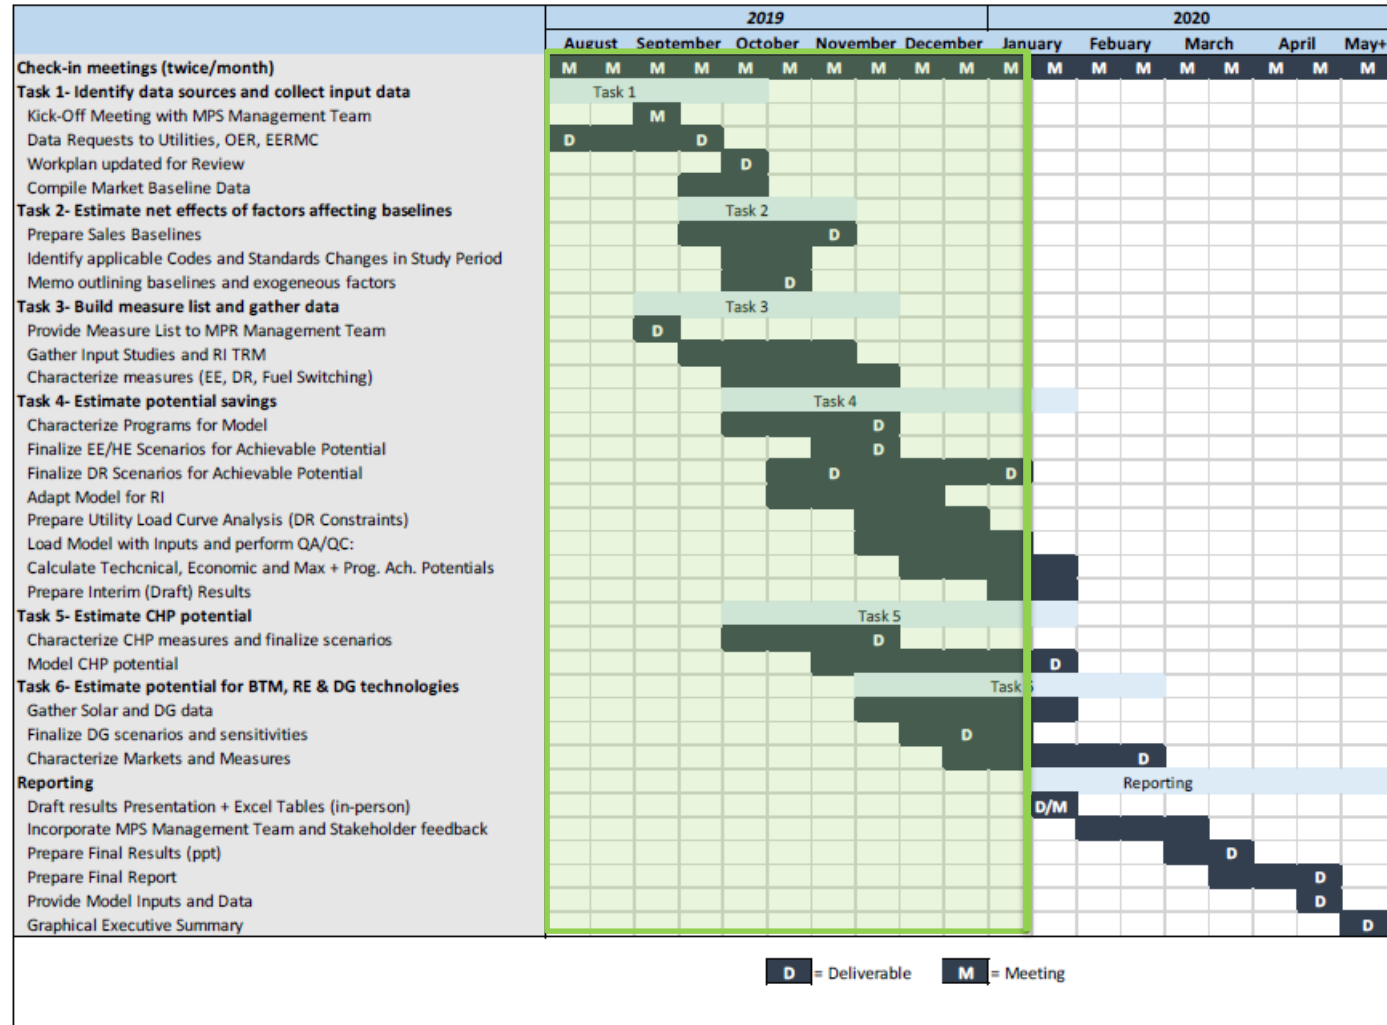 2019 2020
August September October November December January Febuary March April May+
Check-in meetings (twice/month) M M M M M M M M M M M M M M M M M M M
Task 1- Identify data sources and collect input data Task 1
Kick-Off Meeting with MPS Management Team M
Data Requests to Utilities, OER, EERMC D D
Workplan updated for Review D
Compile Market Baseline Data
Task 2- Estimate net effects of factors affecting baselines Task 2
Prepare Sales Baselines D
Identify applicable Codes and Standards Changes in Study Period
Memo outlining baselines and exogeneous factors D
Task 3- Build measure list and gather data Task 3
Provide Measure List to MPR Management Team D
Gather Input Studies and RI TRM
Characterize measures (EE, DR, Fuel Switching)
Task 4- Estimate potential savings Task 4
Characterize Programs for Model D
Finalize EE/HE Scenarios for Achievable Potential D
Finalize DR Scenarios for Achievable Potential D D
Adapt Model for RI
Prepare Utility Load Curve Analysis (DR Constraints)
Load Model with Inputs and perform QA/QC:
Calculate Techcnical, Economic and Max + Prog. Ach. Potentials
Prepare Interim (Draft) Results
Task 5- Estimate CHP potential Task 5
Characterize CHP measures and finalize scenarios D
Model CHP potential D
Task 6- Estimate potential for BTM, RE & DG technologies Task 6
Gather Solar and DG data
Finalize DG scenarios and sensitivities D
Characterize Markets and Measures D
Reporting Reporting
Draft results Presentation + Excel Tables (in-person) D/M
Incorporate MPS Management Team and Stakeholder feedback
Prepare Final Results (ppt) D
Prepare Final Report D
Provide Model Inputs and Data D
Graphical Executive Summary D
D = Deliverable M = Meeting